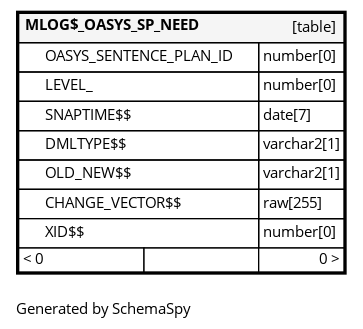 MLOG$_OASYS_SP_NEED [table]
OASYS_SENTENCE_PLAN_ID number[0]
LEVEL_ number[0]
SNAPTIME$$ date[7]
DMLTYPE$$ varchar2[1]
OLD_NEW$$ varchar2[1]
CHANGE_VECTOR$$ raw[255]
XID$$ number[0]
< 0 0 >
Generated by SchemaSpy